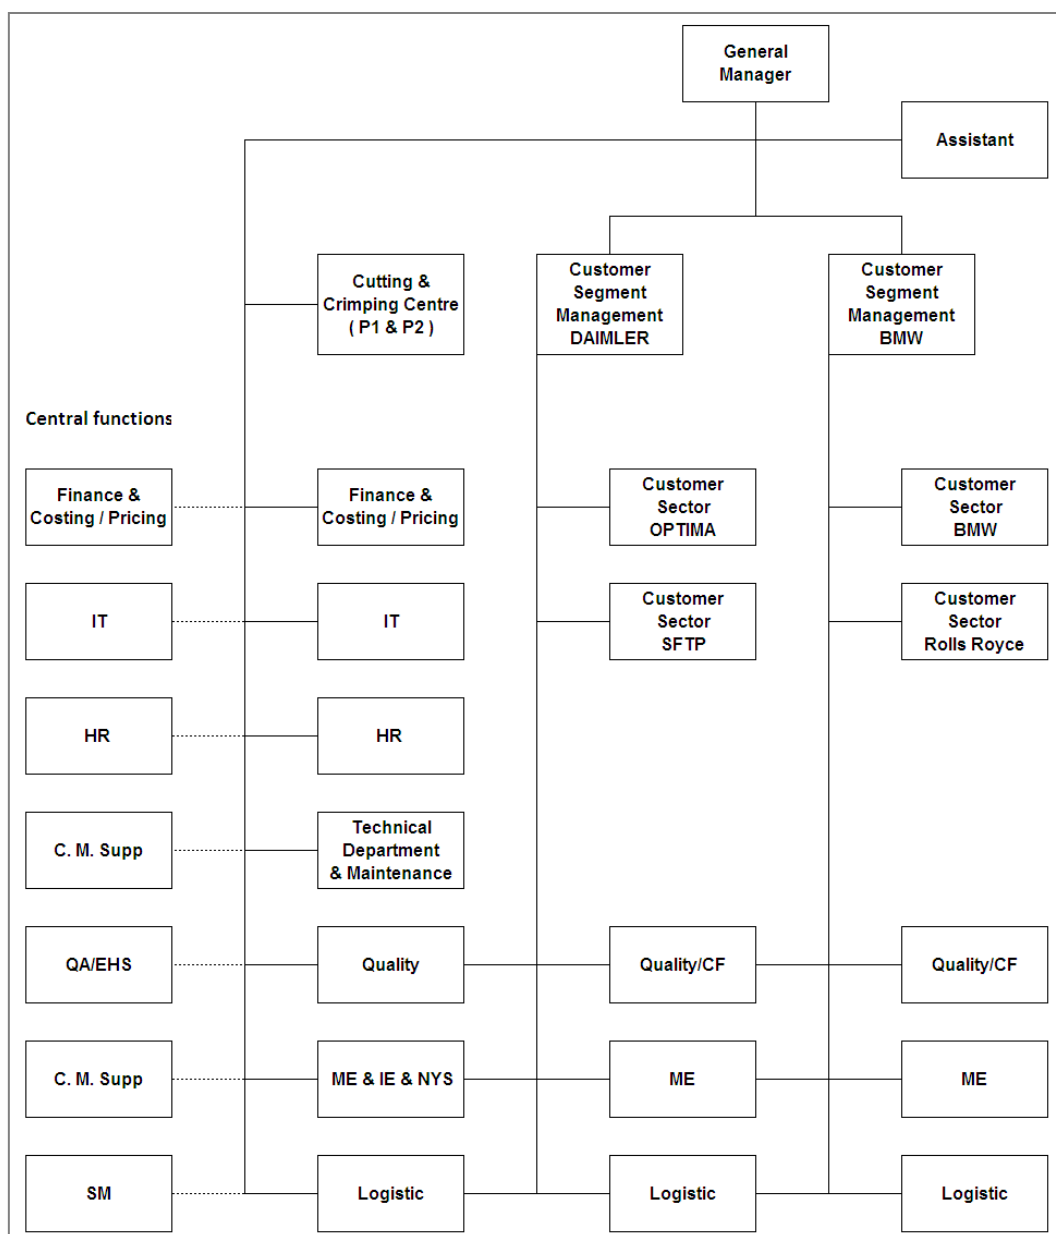 General
Manager
Assistant
Cutting &
Crimping Centre
( P1 & P2 )
Customer
Segment
Management
DAIMLER
Customer
Segment
Management
BMW
Central functions
Finance &
Costing / Pricing
Finance &
Costing / Pricing
Customer
Sector
OPTIMA
Customer
Sector
BMW
IT
IT
Customer
Sector
SFTP
Customer
Sector
Rolls Royce
HR
HR
C. M. Supp
Technical
Department
& Maintenance
QA/EHS
Quality
Quality/CF
Quality/CF
C. M. Supp
ME & IE & NYS
ME
ME
SM
Logistic
Logistic
Logistic